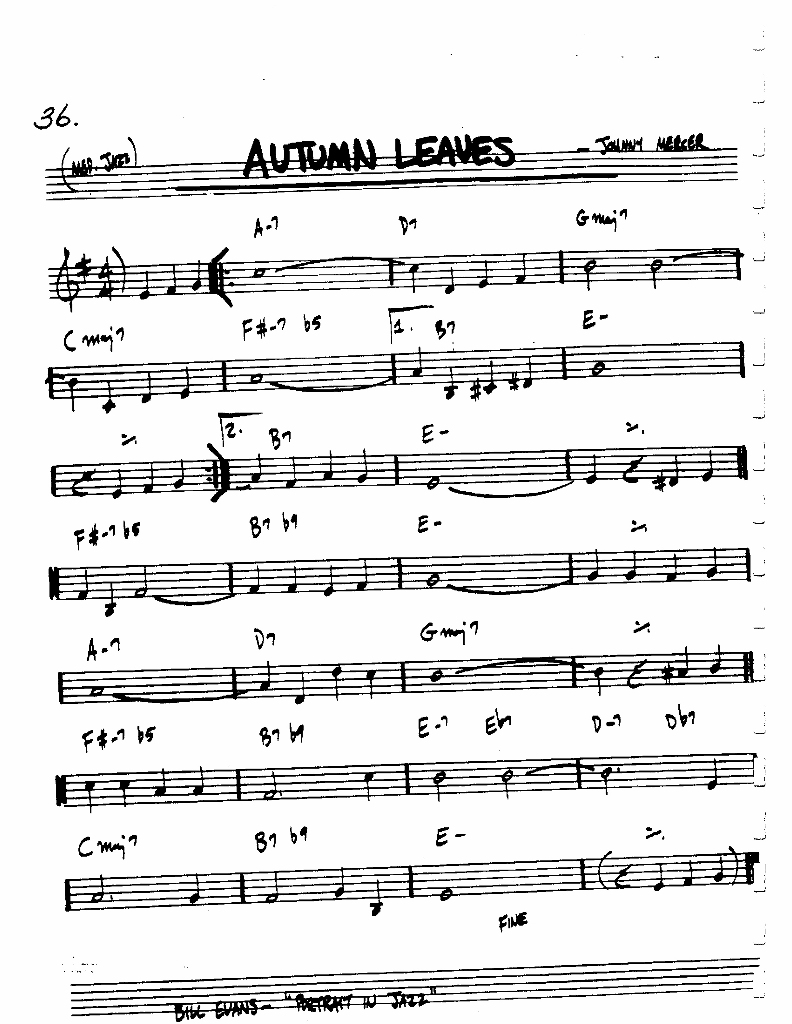 36.
(MED. JAZZ) AUTUMN LEAVES - JOHNNY MERCER
A-7 D7 Gmaj7
4/4
Cmaj7 F#-7 b5 1. B7 E-
2. B7 E-
F#-7 b5 B7 b9 E-
A-7 D7 Gmaj7
F#-7 b5 B7 b9 E-7 Eb7 D-7 Db7
Cmaj7 B7 b9 E-
FINE
BILL EVANS - "PORTRAIT IN JAZZ"